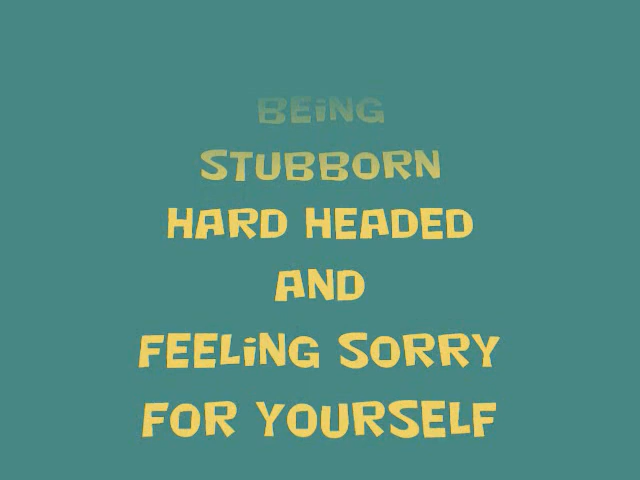 BEiNG
STUBBORN
HARD HEADED
AND
FEELiNG SORRY
FOR YOURSELF